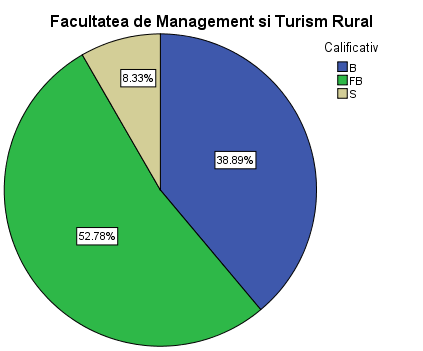 Facultatea de Management si Turism Rural
Calificativ
B
FB
S
8.33%
38.89%
52.78%